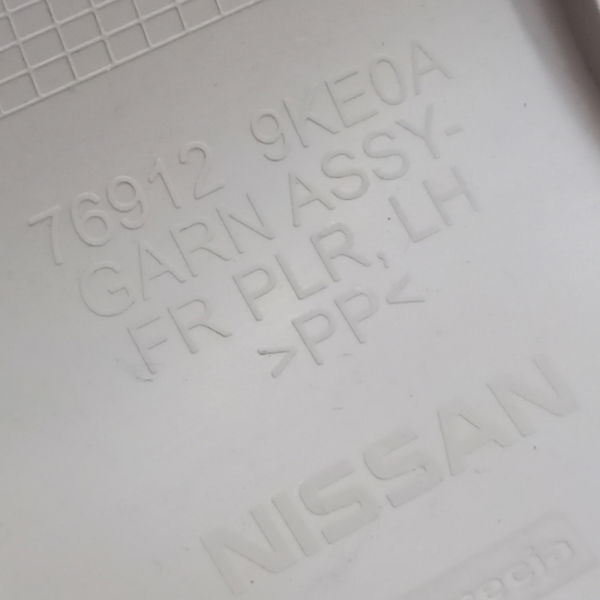 76912 9KE0A
GARN ASSY-
FR PLR, LH
>PP<
NISSAN